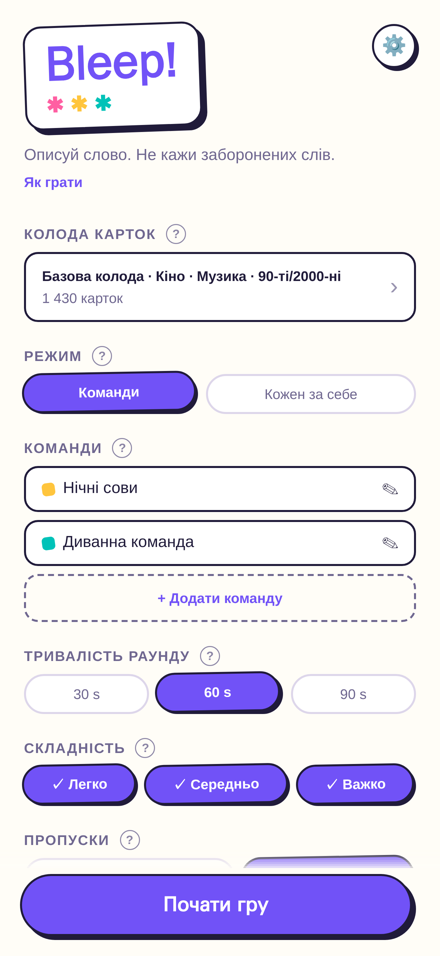 Bleep!
***
Описуй слово. Не кажи заборонених слів.
Як грати
КОЛОДА КАРТОК ?
Базова колода · Кіно · Музика · 90-ті/2000-ні
1 430 карток
РЕЖИМ ?
Команди
Кожен за себе
КОМАНДИ ?
Нічні сови
Диванна команда
+ Додати команду
ТРИВАЛІСТЬ РАУНДУ ?
30 s
60 s
90 s
СКЛАДНІСТЬ ?
✓ Легко
✓ Середньо
✓ Важко
ПРОПУСКИ ?
Почати гру